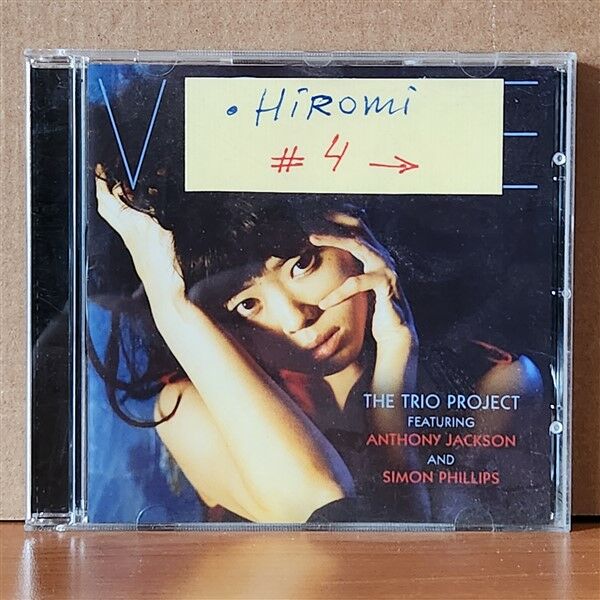 V E
• HiROMi
# 4 →
THE TRIO PROJECT
FEATURING
ANTHONY JACKSON
AND
SIMON PHILLIPS